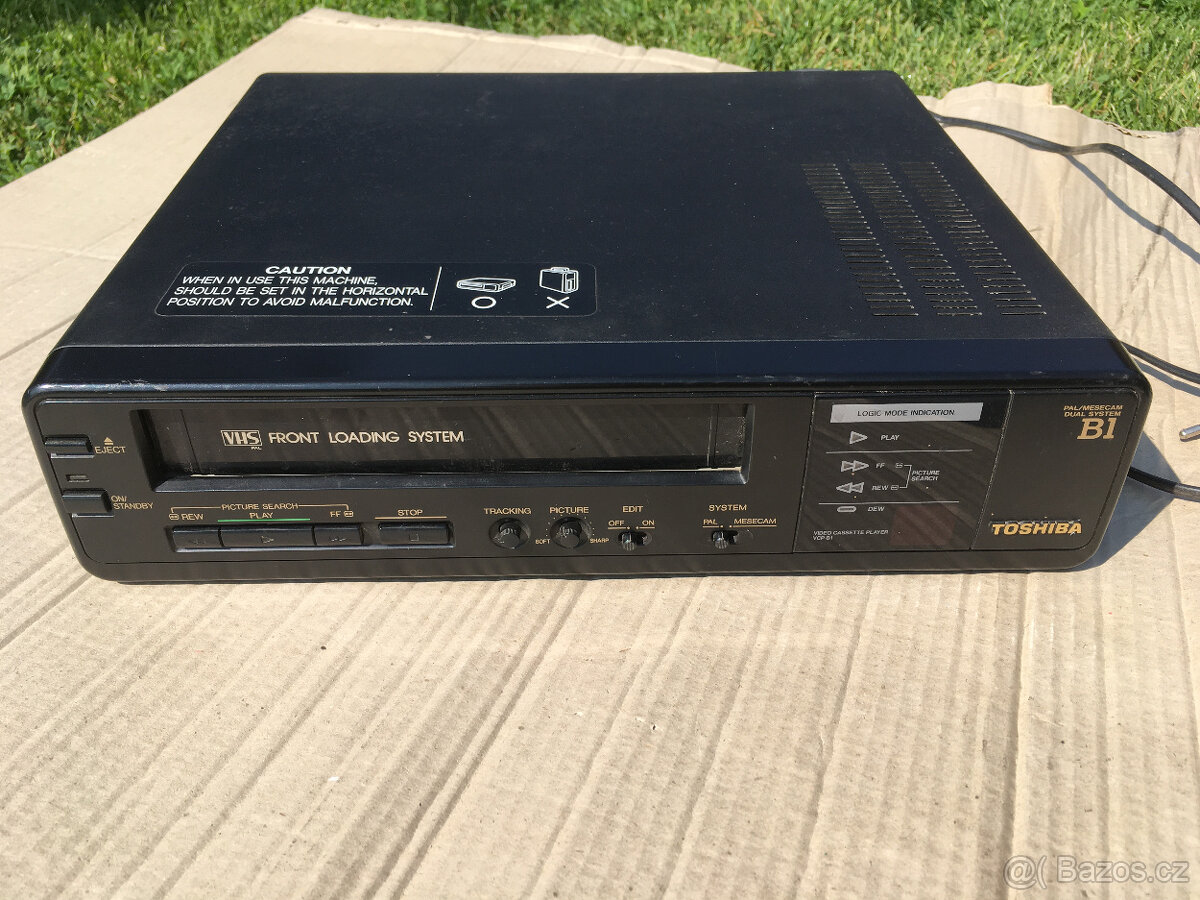 CAUTION
WHEN IN USE THIS MACHINE,
SHOULD BE SET IN THE HORIZONTAL
POSITION TO AVOID MALFUNCTION.
VHS PAL FRONT LOADING SYSTEM
EJECT
ON/
STANDBY
PICTURE SEARCH
REW PLAY FF
STOP
TRACKING
PICTURE
SOFT SHARP
EDIT
OFF ON
SYSTEM
PAL MESECAM
LOGIC MODE INDICATION
PLAY
FF
REW
PICTURE
SEARCH
DEW
VIDEO CASSETTE PLAYER
VCP-B1
PAL/MESECAM
DUAL SYSTEM
B1
TOSHIBA
Bazos.cz